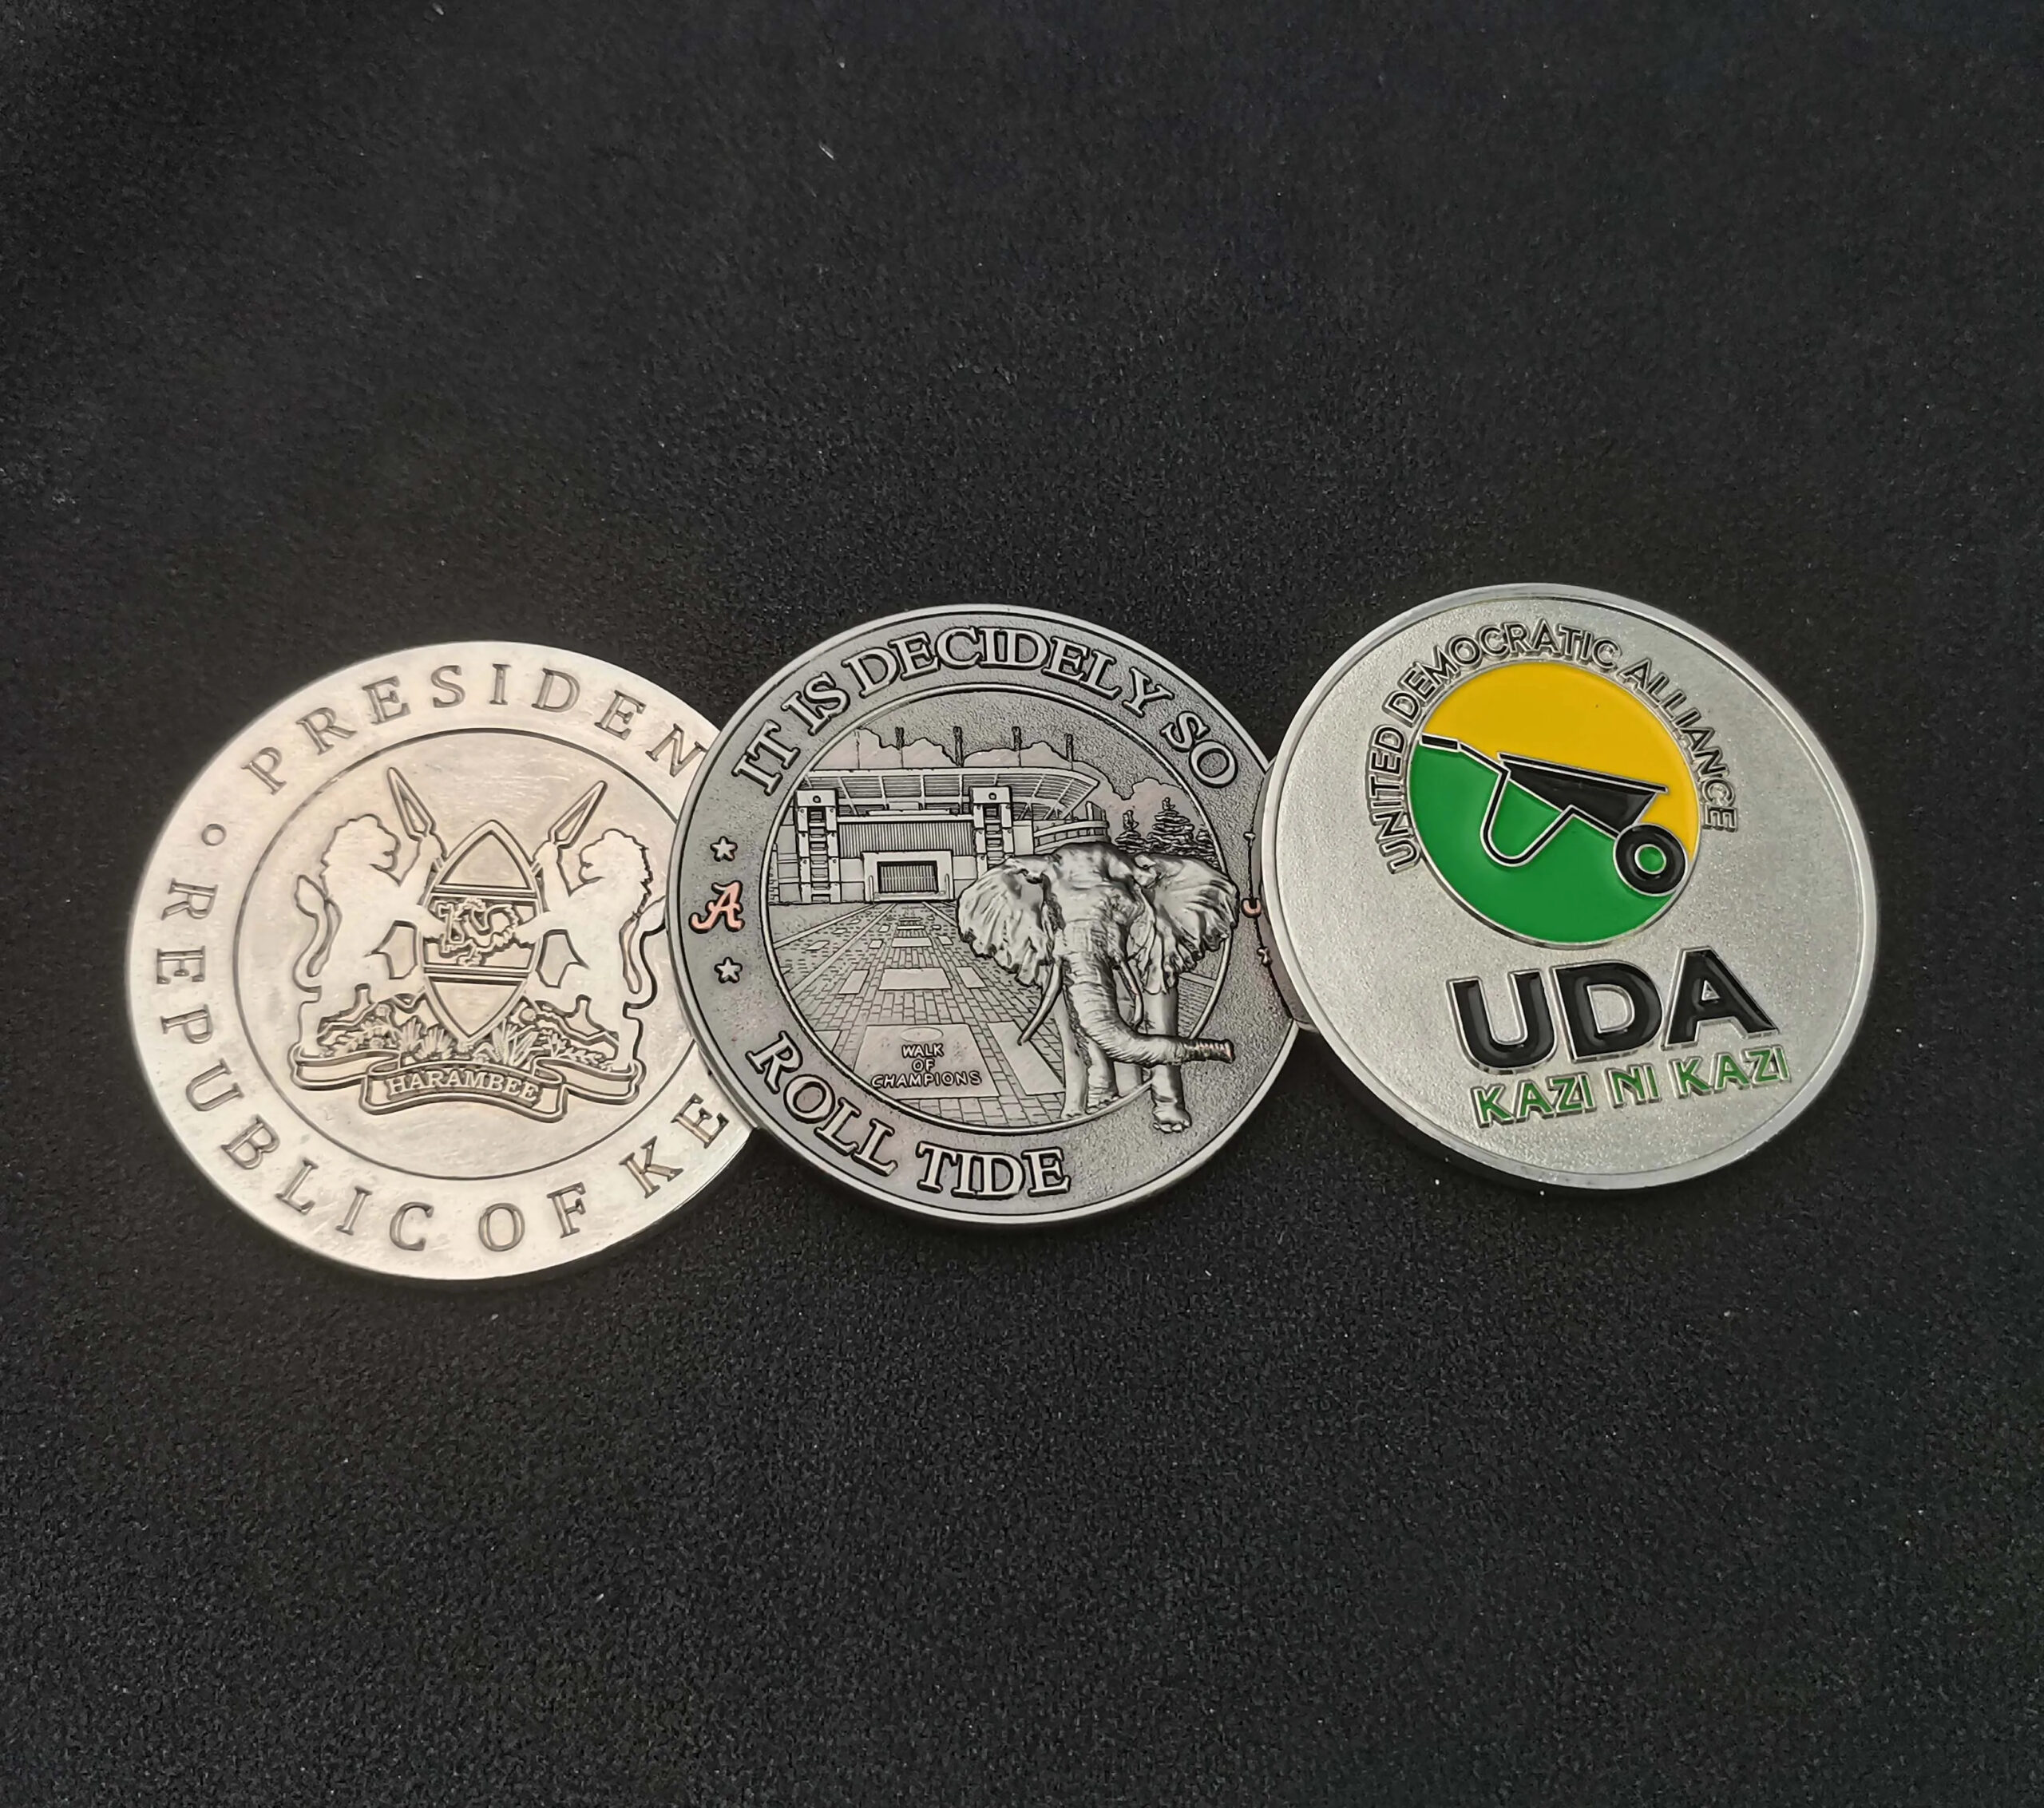 PRESIDEN
REPUBLIC OF KE
HARAMBEE
IT IS DECIDELY SO
A
WALK
OF
CHAMPIONS
ROLL TIDE
UNITED DEMOCRATIC ALLIANCE
UDA
KAZI NI KAZI